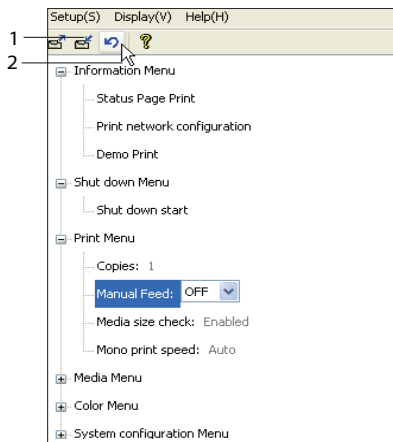 Setup(S) Display(V) Help(H)
1
2
Information Menu
Status Page Print
Print network configuration
Demo Print
Shut down Menu
Shut down start
Print Menu
Copies: 1
Manual Feed: OFF
Media size check: Enabled
Mono print speed: Auto
Media Menu
Color Menu
System configuration Menu